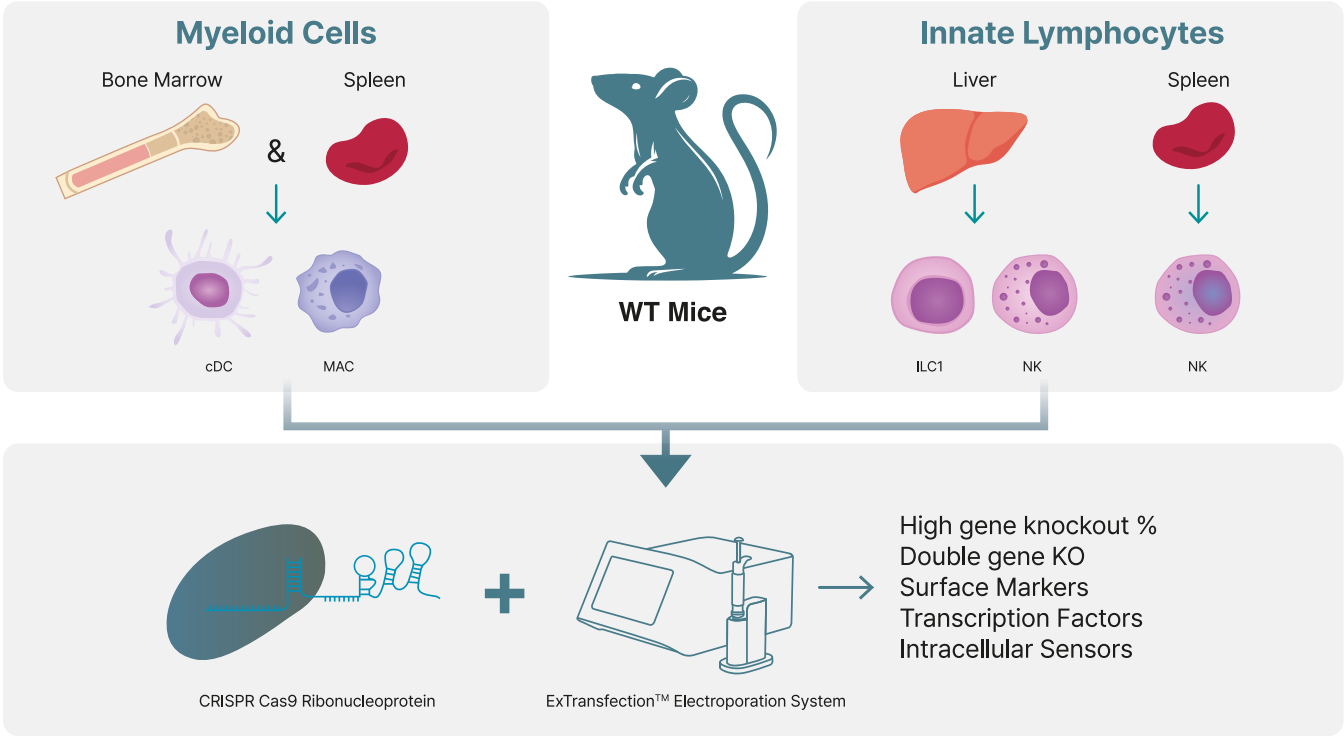 Myeloid Cells
Bone Marrow
Spleen
&
cDC
MAC
WT Mice
Innate Lymphocytes
Liver
Spleen
ILC1
NK
NK
CRISPR Cas9 Ribonucleoprotein
+
ExTransfection™ Electroporation System
High gene knockout %
Double gene KO
Surface Markers
Transcription Factors
Intracellular Sensors